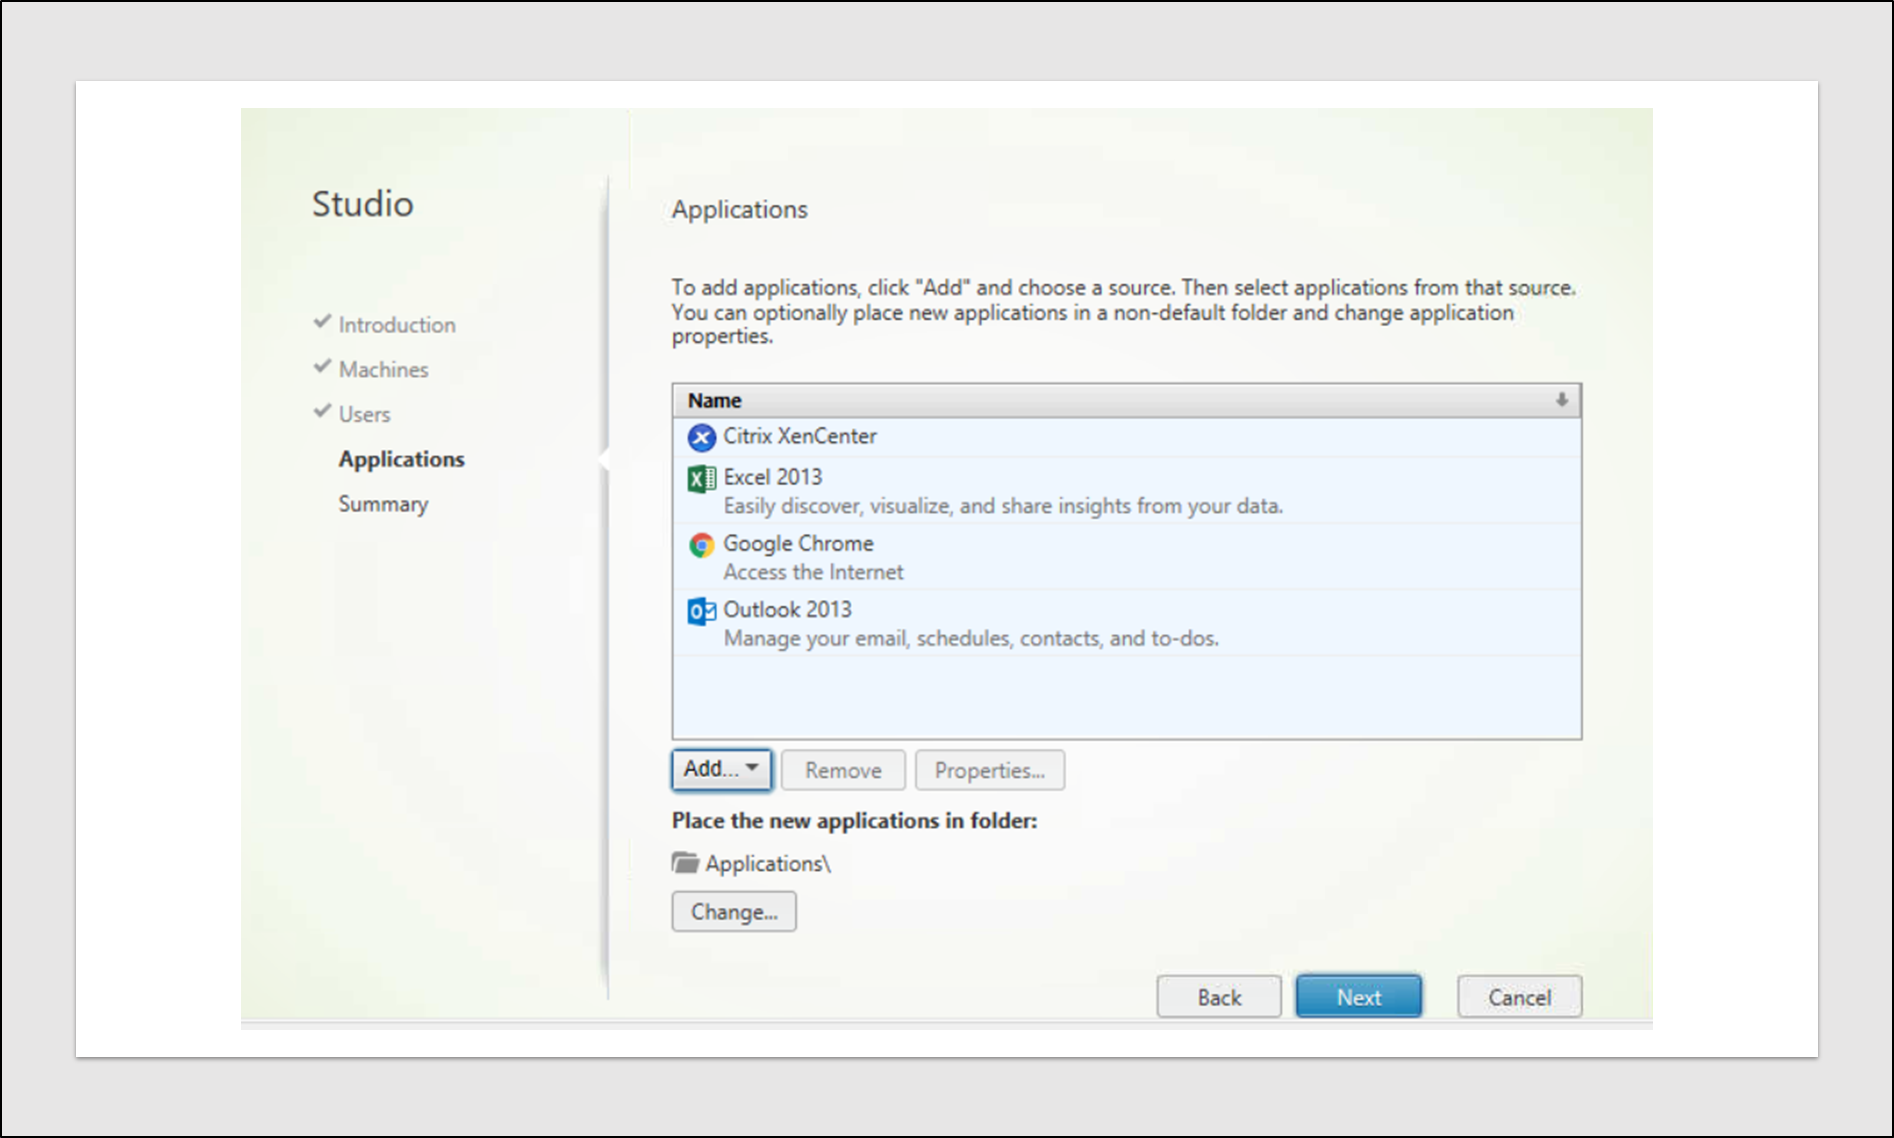 Studio
Introduction
Machines
Users
Applications
Summary
Applications
To add applications, click "Add" and choose a source. Then select applications from that source.
You can optionally place new applications in a non-default folder and change application
properties.
Name
Citrix XenCenter
Excel 2013
Easily discover, visualize, and share insights from your data.
Google Chrome
Access the Internet
Outlook 2013
Manage your email, schedules, contacts, and to-dos.
Add... Remove Properties...
Place the new applications in folder:
Applications\
Change...
Back Next Cancel